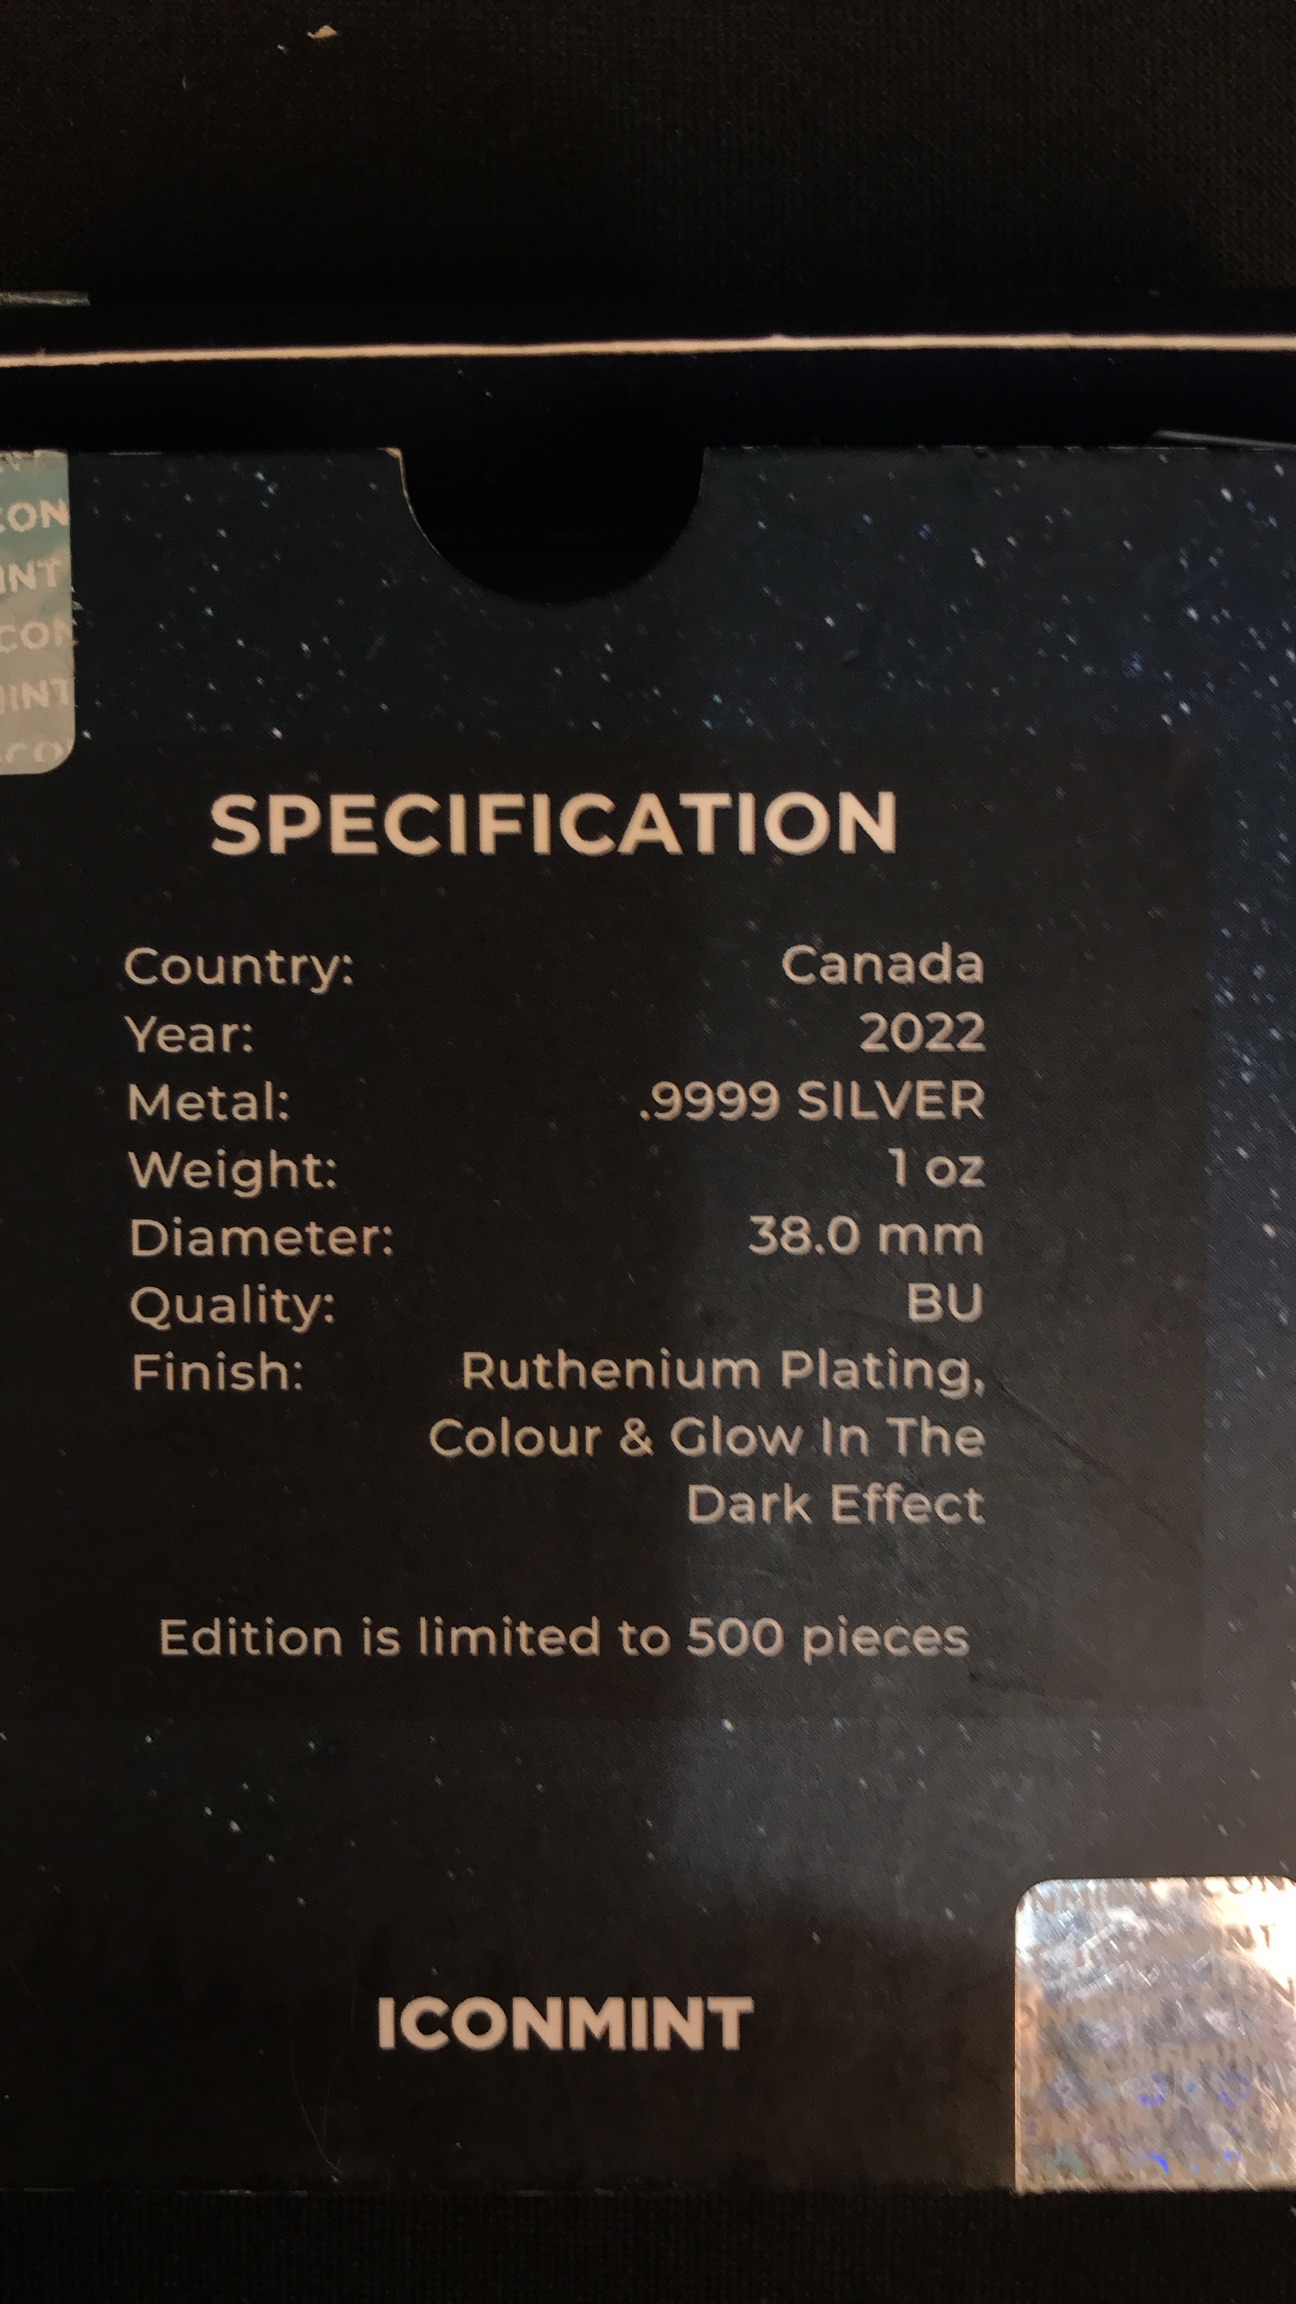 SPECIFICATION
Country: Canada
Year: 2022
Metal: .9999 SILVER
Weight: 1 oz
Diameter: 38.0 mm
Quality: BU
Finish: Ruthenium Plating,
Colour & Glow In The
Dark Effect
Edition is limited to 500 pieces
ICONMINT